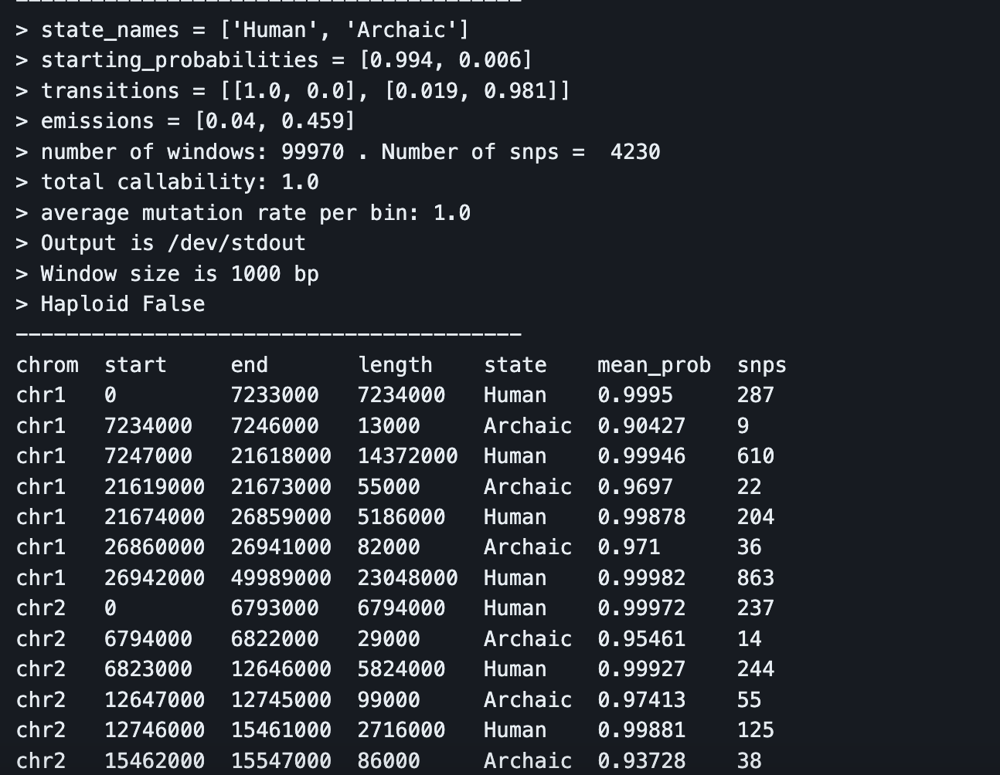 ----------------------------------------
> state_names = ['Human', 'Archaic']
> starting_probabilities = [0.994, 0.006]
> transitions = [[1.0, 0.0], [0.019, 0.981]]
> emissions = [0.04, 0.459]
> number of windows: 99970 . Number of snps =  4230
> total callability: 1.0
> average mutation rate per bin: 1.0
> Output is /dev/stdout
> Window size is 1000 bp
> Haploid False
----------------------------------------
chrom  start     end       length    state   mean_prob  snps
chr1   0         7233000   7234000   Human   0.9995     287
chr1   7234000   7246000   13000     Archaic 0.90427    9
chr1   7247000   21618000  14372000  Human   0.99946    610
chr1   21619000  21673000  55000     Archaic 0.9697     22
chr1   21674000  26859000  5186000   Human   0.99878    204
chr1   26860000  26941000  82000     Archaic 0.971      36
chr1   26942000  49989000  23048000  Human   0.99982    863
chr2   0         6793000   6794000   Human   0.99972    237
chr2   6794000   6822000   29000     Archaic 0.95461    14
chr2   6823000   12646000  5824000   Human   0.99927    244
chr2   12647000  12745000  99000     Archaic 0.97413    55
chr2   12746000  15461000  2716000   Human   0.99881    125
chr2   15462000  15547000  86000     Archaic 0.93728    38